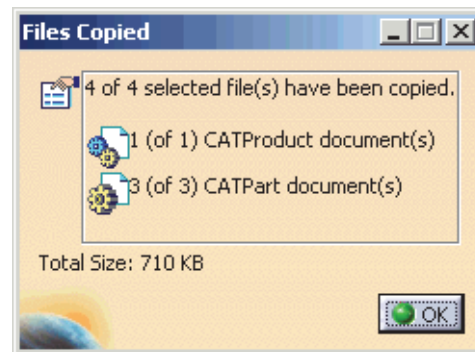 Files Copied
4 of 4 selected file(s) have been copied.
1 (of 1) CATProduct document(s)
3 (of 3) CATPart document(s)
Total Size: 710 KB
OK